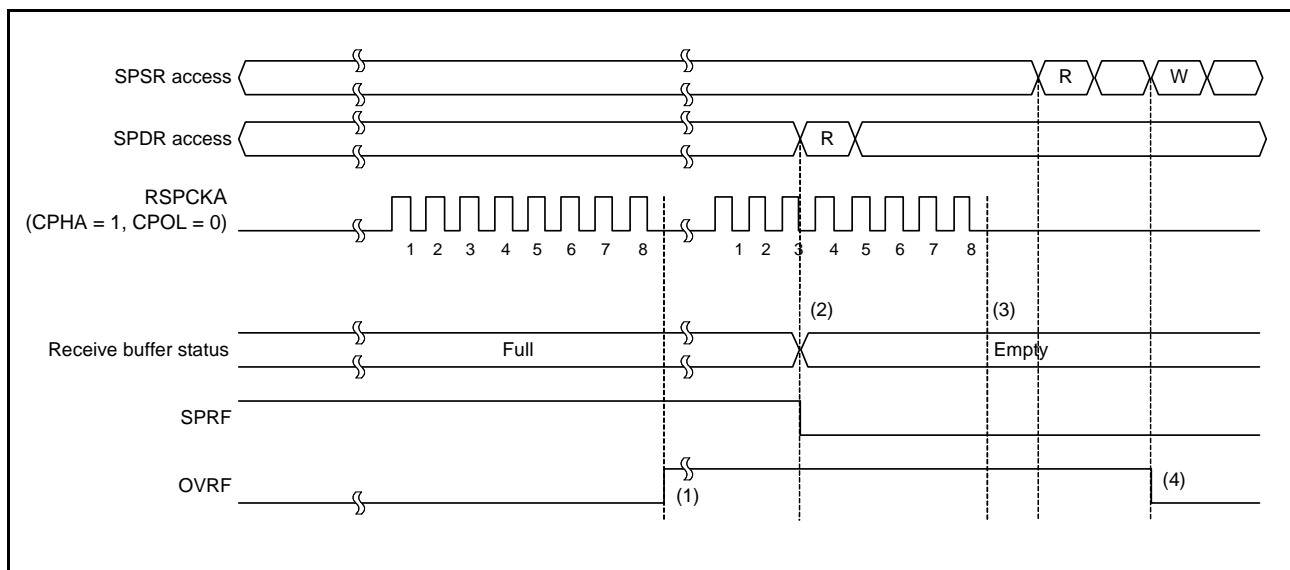 SPSR access
R
W
SPDR access
R
RSPCKA
(CPHA = 1, CPOL = 0)
1 2 3 4 5 6 7 8 1 2 3 4 5 6 7 8
(2) (3)
Receive buffer status
Full
Empty
SPRF
OVRF
(1)
(4)